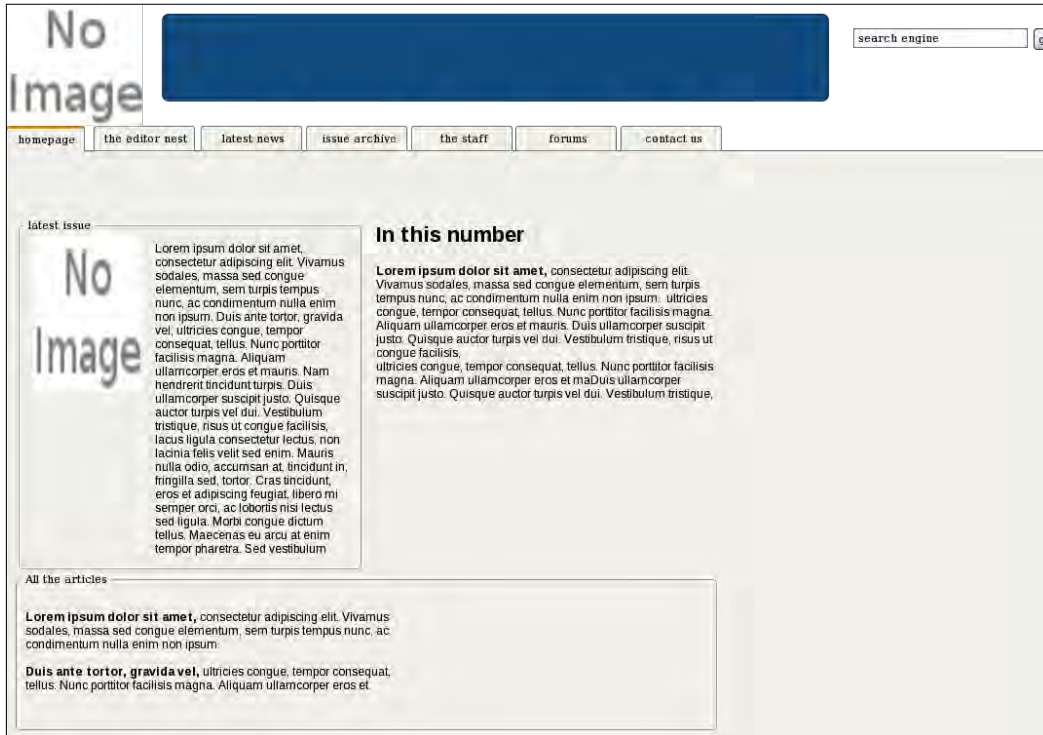 No
Image
search engine
g
homepage
the editor nest
latest news
issue archive
the staff
forums
contact us
latest issue
No
Image
Lorem ipsum dolor sit amet,
consectetur adipiscing elit. Vivamus
sodales, massa sed congue
elementum, sem turpis tempus
nunc, ac condimentum nulla enim
non ipsum. Duis ante tortor, gravida
vel, ultricies congue, tempor
consequat, tellus. Nunc porttitor
facilisis magna. Aliquam
ullamcorper eros et mauris. Nam
hendrerit tincidunt turpis. Duis
ullamcorper suscipit justo. Quisque
auctor turpis vel dui. Vestibulum
tristique, risus ut congue facilisis,
lacus ligula consectetur lectus, non
lacinia felis velit sed enim. Mauris
nulla odio, accumsan at, tincidunt in,
fringilla sed, tortor. Cras tincidunt,
eros et adipiscing feugiat, libero mi
semper orci, ac lobortis nisi lectus
sed ligula. Morbi congue dictum
tellus. Maecenas eu arcu at enim
tempor pharetra. Sed vestibulum
In this number
Lorem ipsum dolor sit amet, consectetur adipiscing elit.
Vivamus sodales, massa sed congue elementum, sem turpis
tempus nunc, ac condimentum nulla enim non ipsum. ultricies
congue, tempor consequat, tellus. Nunc porttitor facilisis magna.
Aliquam ullamcorper eros et mauris. Duis ullamcorper suscipit
justo. Quisque auctor turpis vel dui. Vestibulum tristique, risus ut
congue facilisis,
ultricies congue, tempor consequat, tellus. Nunc porttitor facilisis
magna. Aliquam ullamcorper eros et maDuis ullamcorper
suscipit justo. Quisque auctor turpis vel dui. Vestibulum tristique,
All the articles
Lorem ipsum dolor sit amet, consectetur adipiscing elit. Vivamus
sodales, massa sed congue elementum, sem turpis tempus nunc, ac
condimentum nulla enim non ipsum.
Duis ante tortor, gravida vel, ultricies congue, tempor consequat,
tellus. Nunc porttitor facilisis magna. Aliquam ullamcorper eros et